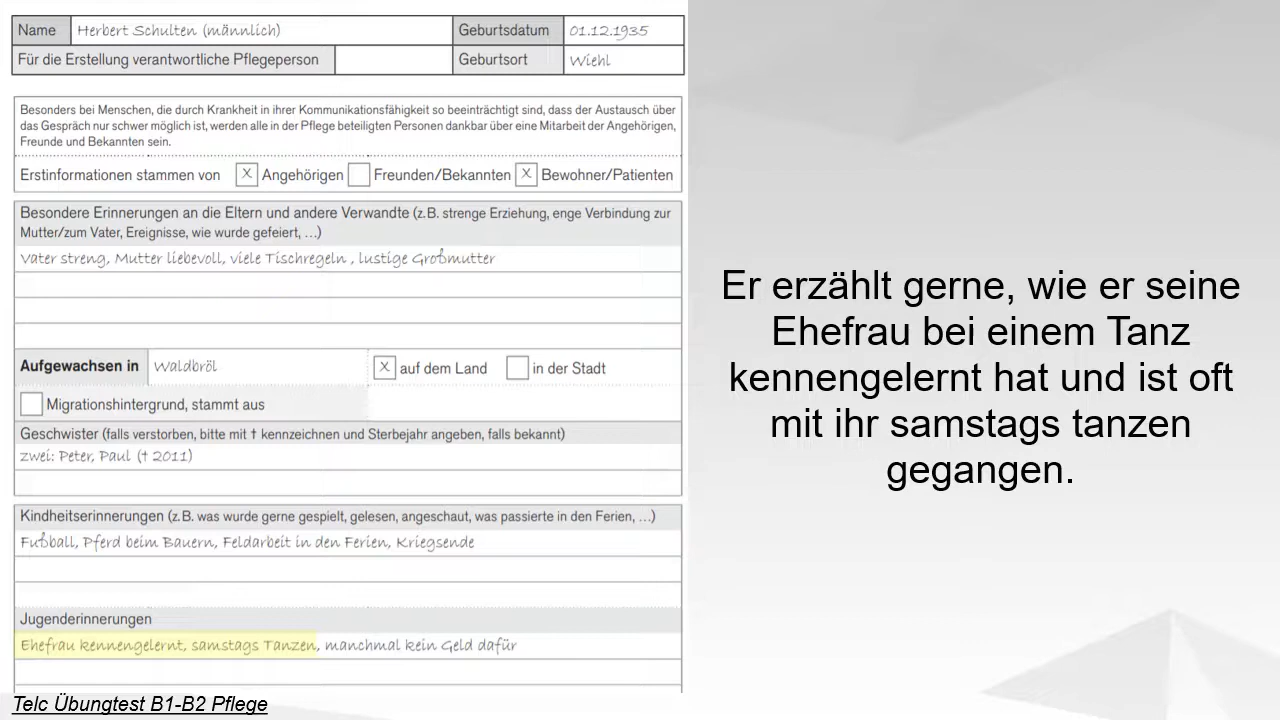 Name Herbert Schulten (männlich) Geburtsdatum 01.12.1935
Für die Erstellung verantwortliche Pflegeperson Geburtsort Wiehl
Besonders bei Menschen, die durch Krankheit in ihrer Kommunikationsfähigkeit so beeinträchtigt sind, dass der Austausch über
das Gespräch nur schwer möglich ist, werden alle in der Pflege beteiligten Personen dankbar über eine Mitarbeit der Angehörigen,
Freunde und Bekannten sein.
Erstinformationen stammen von X Angehörigen Freunden/Bekannten X Bewohner/Patienten
Besondere Erinnerungen an die Eltern und andere Verwandte (z.B. strenge Erziehung, enge Verbindung zur
Mutter/zum Vater, Ereignisse, wie wurde gefeiert, ...)
Vater streng, Mutter liebevoll, viele Tischregeln , lustige Großmutter
Aufgewachsen in Waldbröl X auf dem Land in der Stadt
Migrationshintergrund, stammt aus
Geschwister (falls verstorben, bitte mit † kennzeichnen und Sterbejahr angeben, falls bekannt)
zwei: Peter, Paul († 2011)
Kindheitserinnerungen (z.B. was wurde gerne gespielt, gelesen, angeschaut, was passierte in den Ferien, ...)
Fußball, Pferd beim Bauern, Feldarbeit in den Ferien, Kriegsende
Jugenderinnerungen
Ehefrau kennengelernt, samstags Tanzen, manchmal kein Geld dafür
Telc Übungtest B1-B2 Pflege
Er erzählt gerne, wie er seine
Ehefrau bei einem Tanz
kennengelernt hat und ist oft
mit ihr samstags tanzen
gegangen.